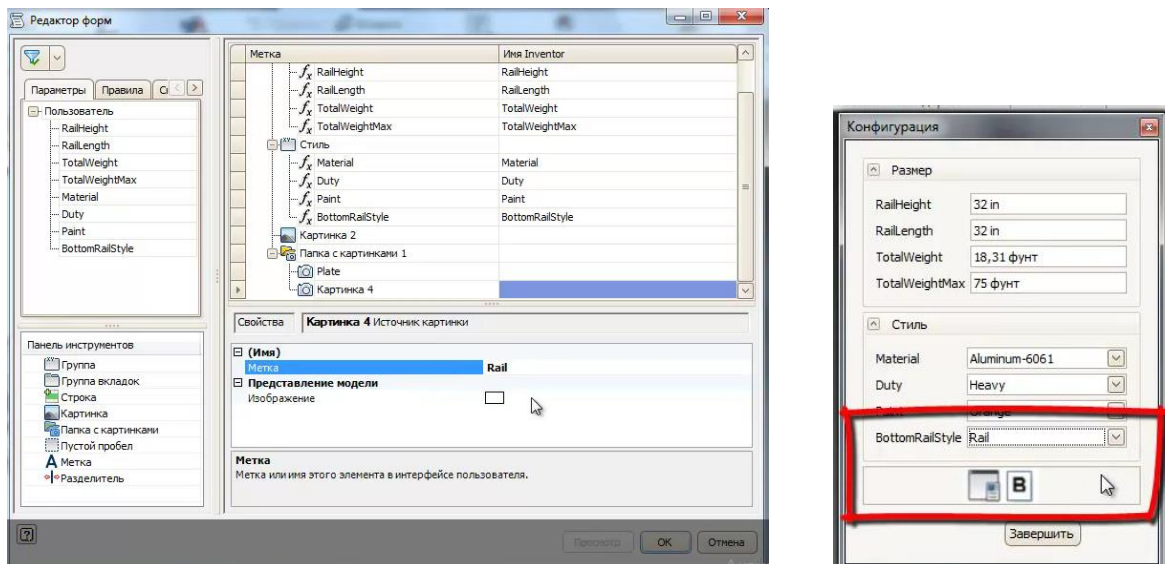 Редактор форм
Параметры Правила
Пользователь
RailHeight
RailLength
TotalWeight
TotalWeightMax
Material
Duty
Paint
BottomRailStyle
Панель инструментов
Группа
Группа вкладок
Строка
Картинка
Папка с картинками
Пустой пробел
Метка
Разделитель
Метка Имя Inventor
RailHeight RailHeight
RailLength RailLength
TotalWeight TotalWeight
TotalWeightMax TotalWeightMax
Стиль
Material Material
Duty Duty
Paint Paint
BottomRailStyle BottomRailStyle
Картинка 2
Папка с картинками 1
Plate
Картинка 4
Свойства Картинка 4 Источник картинки
(Имя)
Метка Rail
Представление модели
Изображение
Метка
Метка или имя этого элемента в интерфейсе пользователя.
Просмотр OK Отмена
Конфигурация
Размер
RailHeight 32 in
RailLength 32 in
TotalWeight 18,31 фунт
TotalWeightMax 75 фунт
Стиль
Material Aluminum-6061
Duty Heavy
BottomRailStyle Rail
B
Завершить